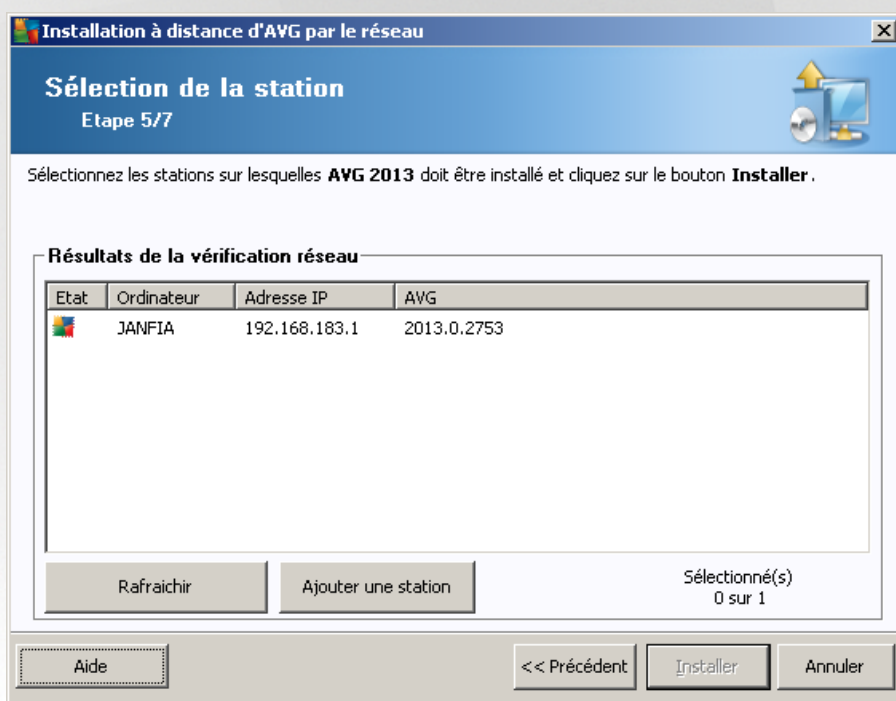 Installation à distance d'AVG par le réseau
Sélection de la station
Etape 5/7
Sélectionnez les stations sur lesquelles AVG 2013 doit être installé et cliquez sur le bouton Installer.
Résultats de la vérification réseau
Etat Ordinateur Adresse IP AVG
JANFIA 192.168.183.1 2013.0.2753
Rafraichir Ajouter une station Sélectionné(s)
0 sur 1
Aide << Précédent Installer Annuler